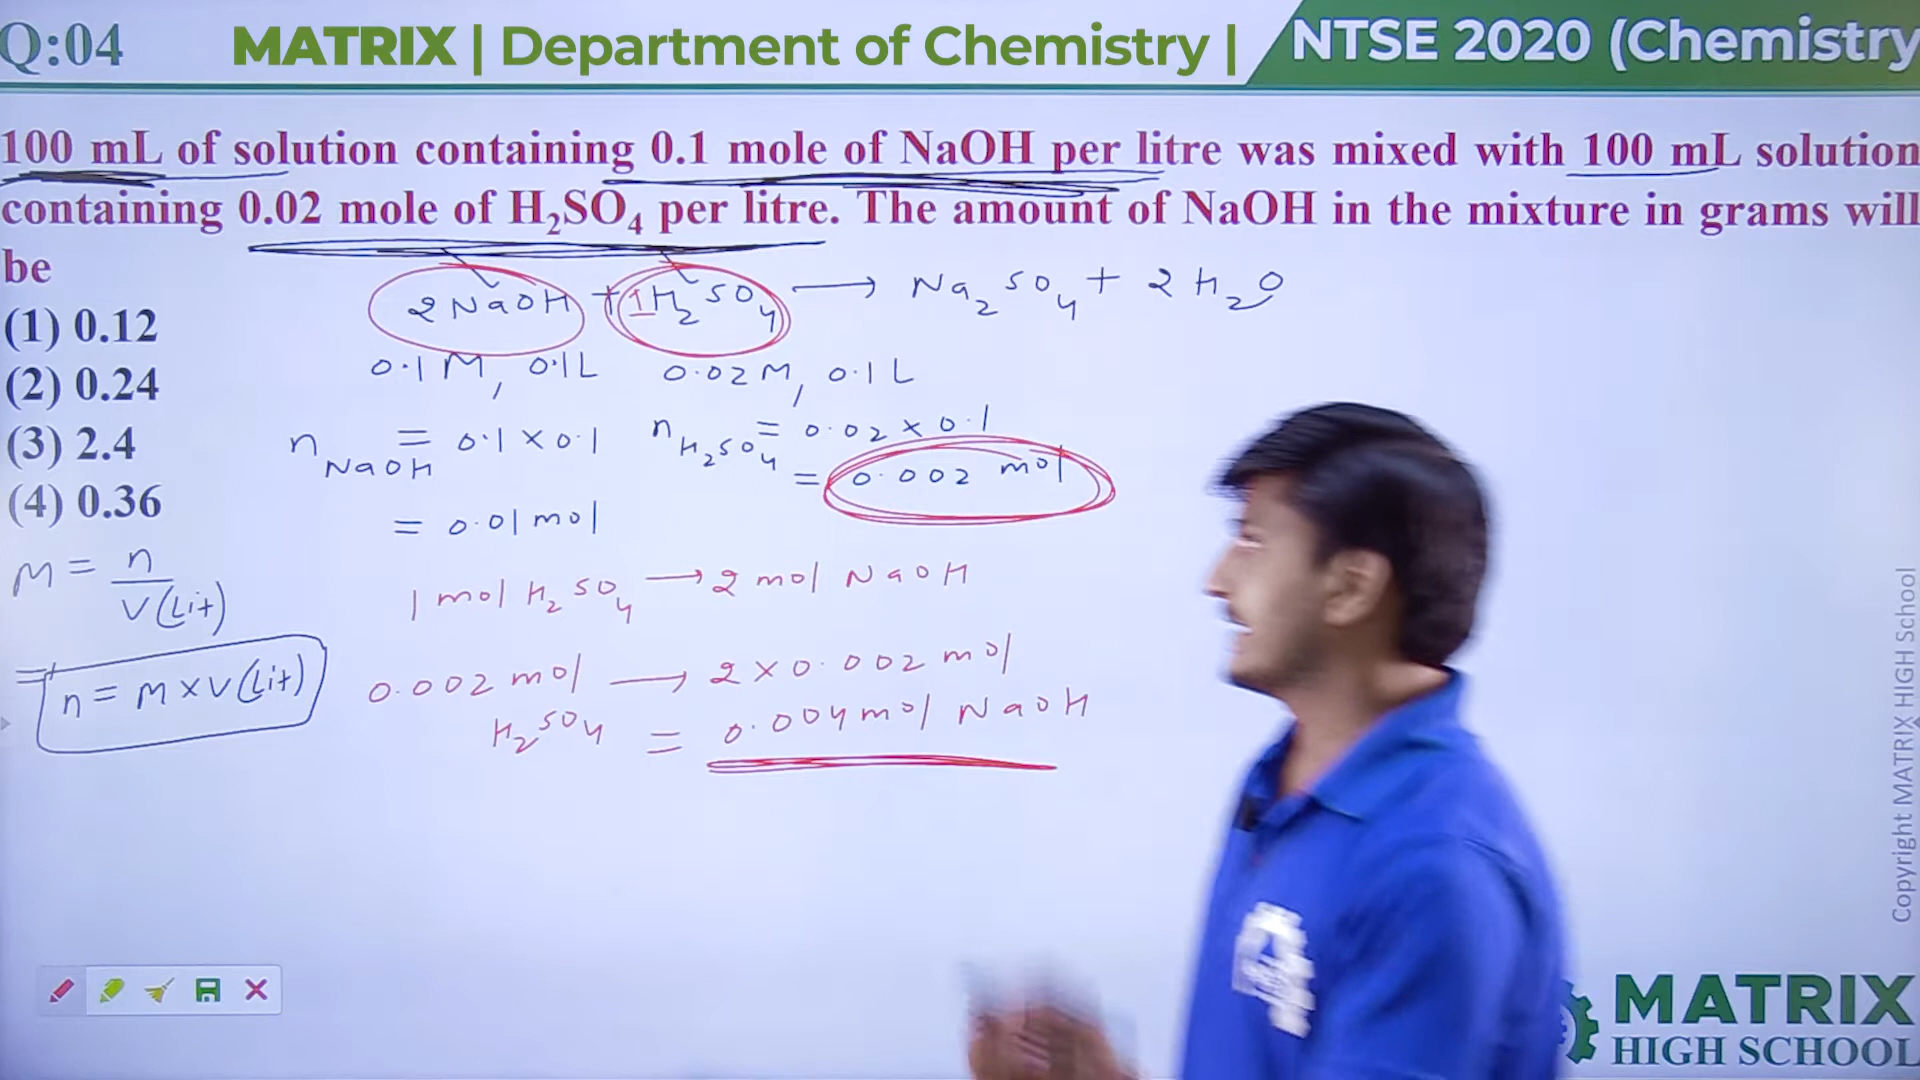 Q:04
MATRIX | Department of Chemistry |
NTSE 2020 (Chemistry
100 mL of solution containing 0.1 mole of NaOH per litre was mixed with 100 mL solution
containing 0.02 mole of H₂SO₄ per litre. The amount of NaOH in the mixture in grams will
be
(1) 0.12
(2) 0.24
(3) 2.4
(4) 0.36
2 NaOH + 1H₂SO₄ → Na₂SO₄ + 2H₂O
0.1M, 0.1L
0.02M, 0.1L
n NaOH = 0.1 × 0.1
= 0.01 mol
n H₂SO₄ = 0.02 × 0.1
= 0.002 mol
M = n / V(Lit)
⇒ n = M × V(Lit)
1 mol H₂SO₄ → 2 mol NaOH
0.002 mol H₂SO₄ → 2 × 0.002 mol
= 0.004 mol NaOH
Copyright MATRIX HIGH School
MATRIX
HIGH SCHOOL